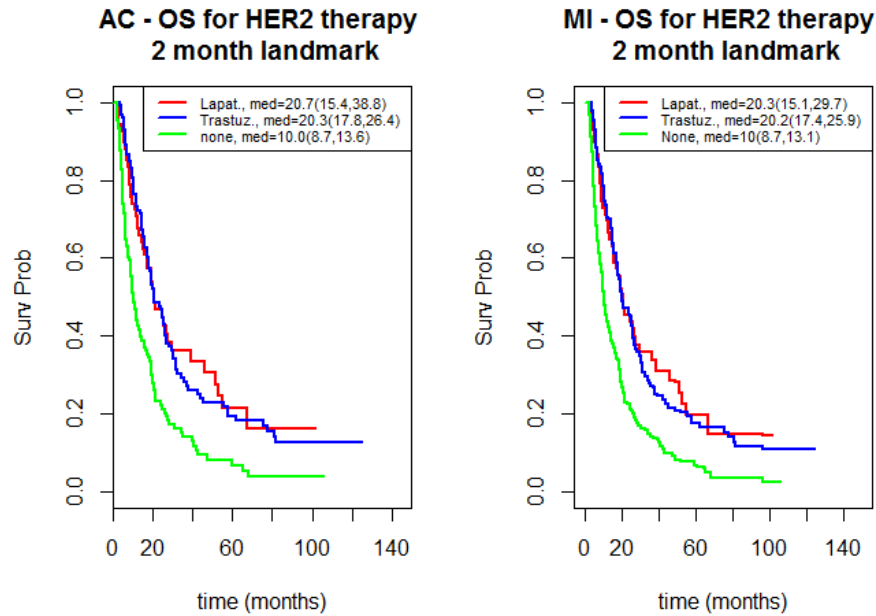 AC - OS for HER2 therapy
2 month landmark
Lapat., med=20.7(15.4,38.8)
Trastuz., med=20.3(17.8,26.4)
none, med=10.0(8.7,13.6)
Surv Prob
1.0
0.8
0.6
0.4
0.2
0.0
0 20 60 100 140
time (months)
MI - OS for HER2 therapy
2 month landmark
Lapat., med=20.3(15.1,29.7)
Trastuz., med=20.2(17.4,25.9)
None, med=10(8.7,13.1)
Surv Prob
1.0
0.8
0.6
0.4
0.2
0.0
0 20 60 100 140
time (months)